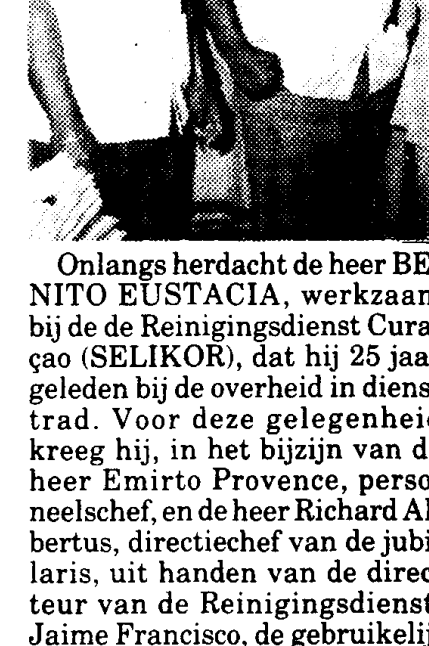 Onlangs herdacht de heer BE
NITO EUSTACIA, werkzaan
bij de de Reinigingsdienst Cura
çao (SELIKOR), dat hij 25 jaa
geleden bij de overheid in diens
trad. Voor deze gelegenhei
kreeg hij, in het bijzijn van d
heer Emirto Provence, perso
neelschef, en de heer Richard Al
bertus, directiechef van de jubi
laris, uit handen van de direc
teur van de Reinigingsdienst
Jaime Francisco, de gebruikelij